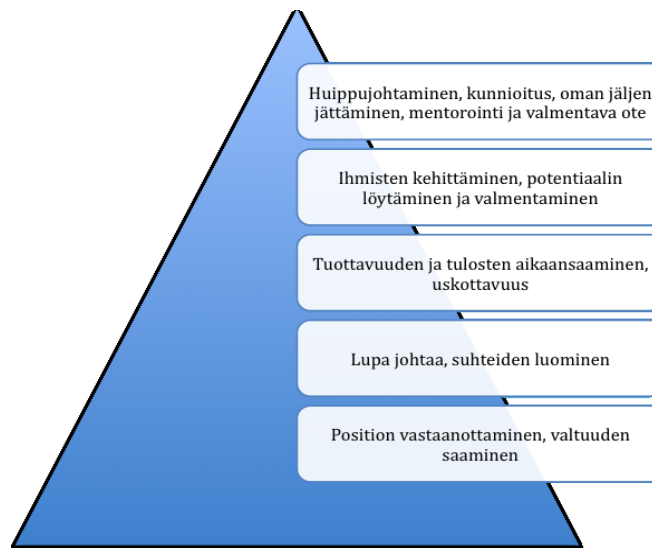 Huippujohtaminen, kunnioitus, oman jäljen
jättäminen, mentorointi ja valmentava ote
Ihmisten kehittäminen, potentiaalin
löytäminen ja valmentaminen
Tuottavuuden ja tulosten aikaansaaminen,
uskottavuus
Lupa johtaa, suhteiden luominen
Position vastaanottaminen, valtuuden
saaminen